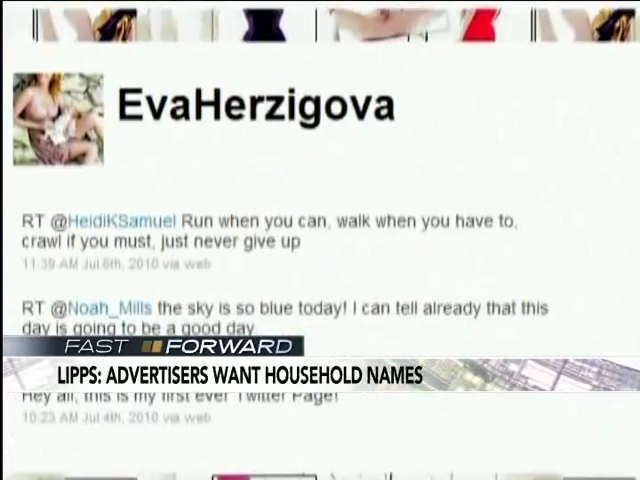 EvaHerzigova
RT @HeidiKSamuel Run when you can, walk when you have to,
crawl if you must, just never give up
11:39 AM Jul 6th, 2010 via web
RT @Noah_Mills the sky is so blue today! I can tell already that this
day is going to be a good day
FAST FORWARD
LIPPS: ADVERTISERS WANT HOUSEHOLD NAMES
Hey all, this is my first ever Twitter Page!
10:23 AM Jul 4th, 2010 via web